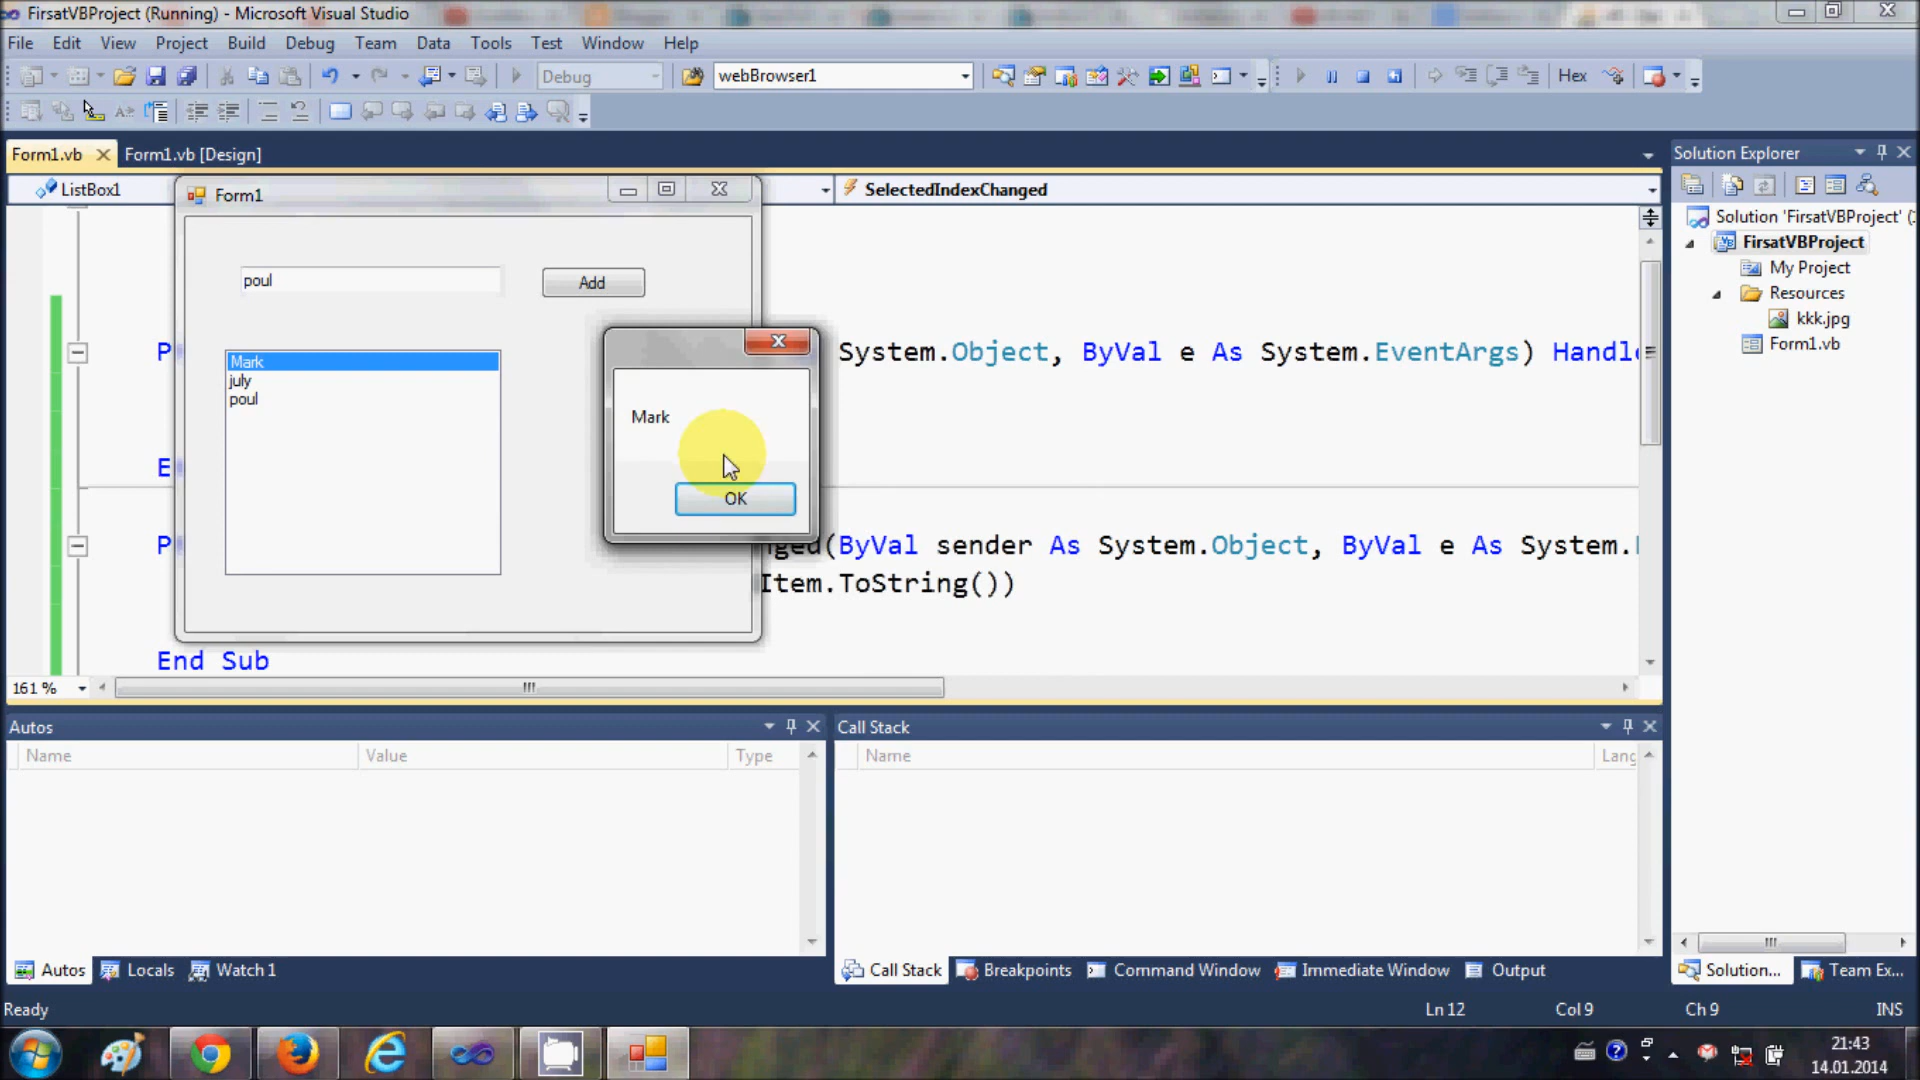 FirsatVBProject (Running) - Microsoft Visual Studio
File Edit View Project Build Debug Team Data Tools Test Window Help
Debug webBrowser1 Hex
Form1.vb Form1.vb [Design]
ListBox1 SelectedIndexChanged
Form1
poul Add
Mark
july
poul
Mark
OK
P System.Object, ByVal e As System.EventArgs) Handl
E
P (ByVal sender As System.Object, ByVal e As System.
Item.ToString())
End Sub
161 %
Solution Explorer
Solution 'FirsatVBProject' (
FirsatVBProject
My Project
Resources
kkk.jpg
Form1.vb
Autos
Name Value Type
Call Stack
Name Lang
Autos Locals Watch 1
Call Stack Breakpoints Command Window Immediate Window Output
Solution... Team Ex...
Ready Ln 12 Col 9 Ch 9 INS
21:43
14.01.2014